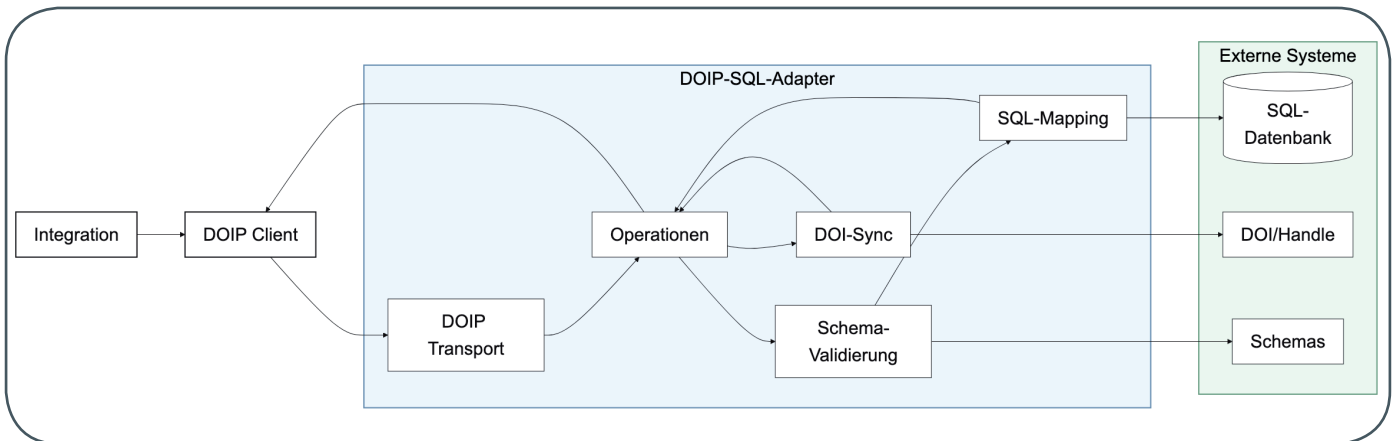 Externe Systeme
DOIP-SQL-Adapter
SQL-Mapping
SQL-
Datenbank
Integration
DOIP Client
Operationen
DOI-Sync
DOI/Handle
DOIP
Transport
Schema-
Validierung
Schemas